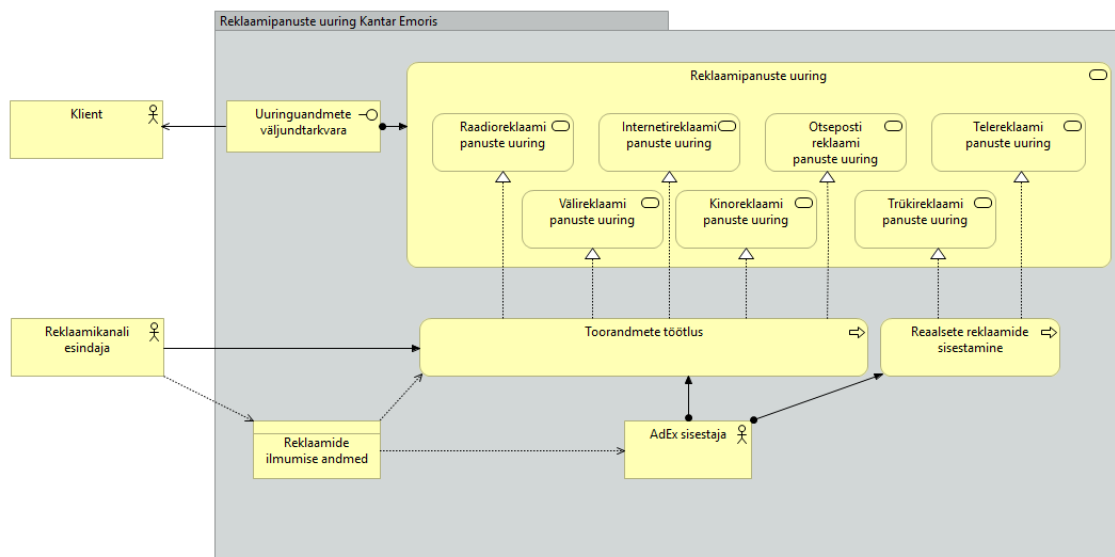 Reklaamipanuste uuring Kantar Emoris
Reklaamipanuste uuring
Klient
Uuringuandmete
väljundtarkvara
Raadioreklaami
panuste uuring
Internetireklaami
panuste uuring
Otseposti
reklaami
panuste uuring
Telereklaami
panuste uuring
Välireklaami
panuste uuring
Kinoreklaami
panuste uuring
Trükireklaami
panuste uuring
Reklaamikanali
esindaja
Toorandmete töötlus
Reaalsete reklaamide
sisestamine
Reklaamide
ilmumise andmed
AdEx sisestaja